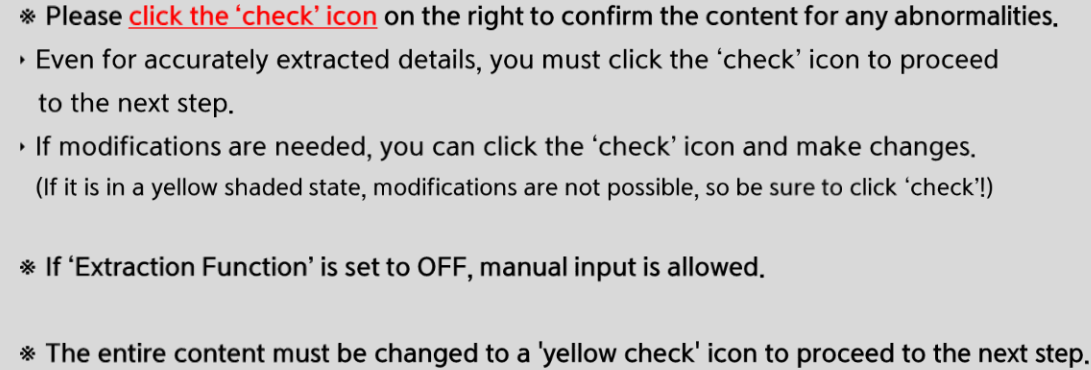 ※ Please click the ‘check’ icon on the right to confirm the content for any abnormalities.
‣ Even for accurately extracted details, you must click the ‘check’ icon to proceed
to the next step.
‣ If modifications are needed, you can click the ‘check’ icon and make changes.
(If it is in a yellow shaded state, modifications are not possible, so be sure to click ‘check’!)
※ If ‘Extraction Function’ is set to OFF, manual input is allowed.
※ The entire content must be changed to a 'yellow check' icon to proceed to the next step.